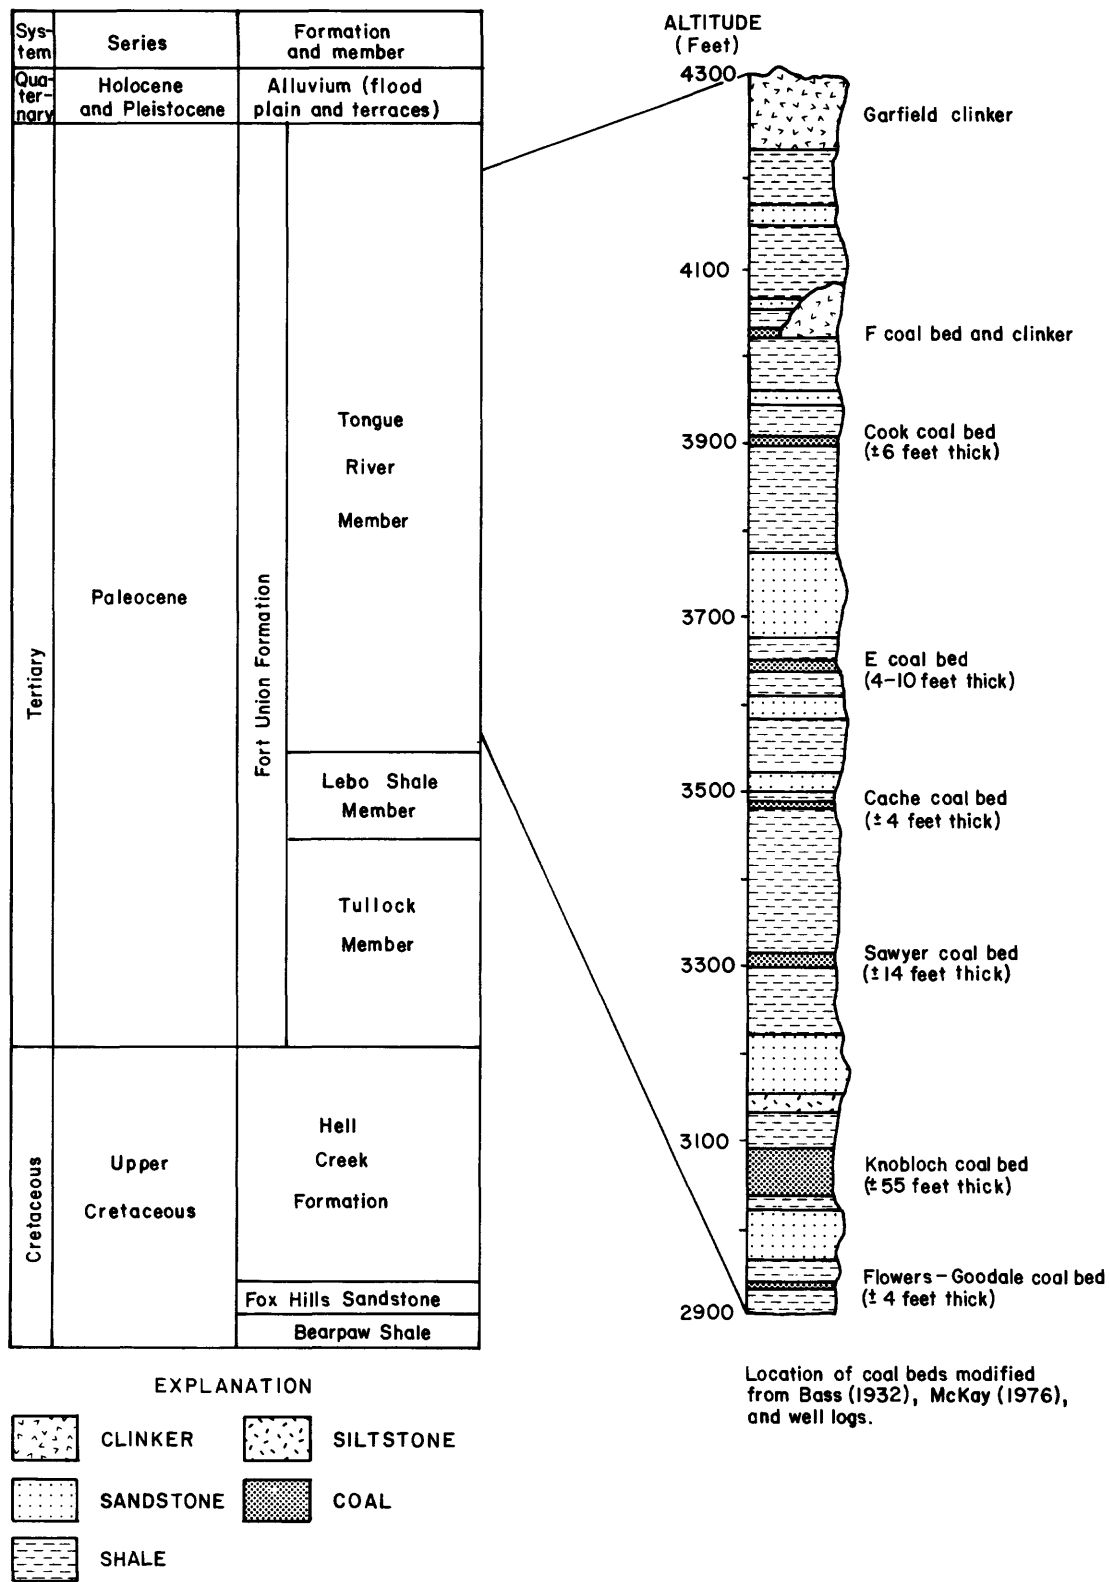 Sys-
tem
Series
Formation
and member
Qua-
ter-
nary
Holocene
and Pleistocene
Alluvium (flood
plain and terraces)
Tertiary
Paleocene
Fort Union Formation
Tongue
River
Member
Lebo Shale
Member
Tullock
Member
Cretaceous
Upper
Cretaceous
Hell
Creek
Formation
Fox Hills Sandstone
Bearpaw Shale
ALTITUDE
(Feet)
4300
Garfield clinker
4100
F coal bed and clinker
3900
Cook coal bed
(±6 feet thick)
3700
E coal bed
(4-10 feet thick)
3500
Cache coal bed
(±4 feet thick)
3300
Sawyer coal bed
(±14 feet thick)
3100
Knobloch coal bed
(±55 feet thick)
Flowers-Goodale coal bed
(±4 feet thick)
2900
Location of coal beds modified
from Bass (1932), McKay (1976),
and well logs.
EXPLANATION
CLINKER
SILTSTONE
SANDSTONE
COAL
SHALE